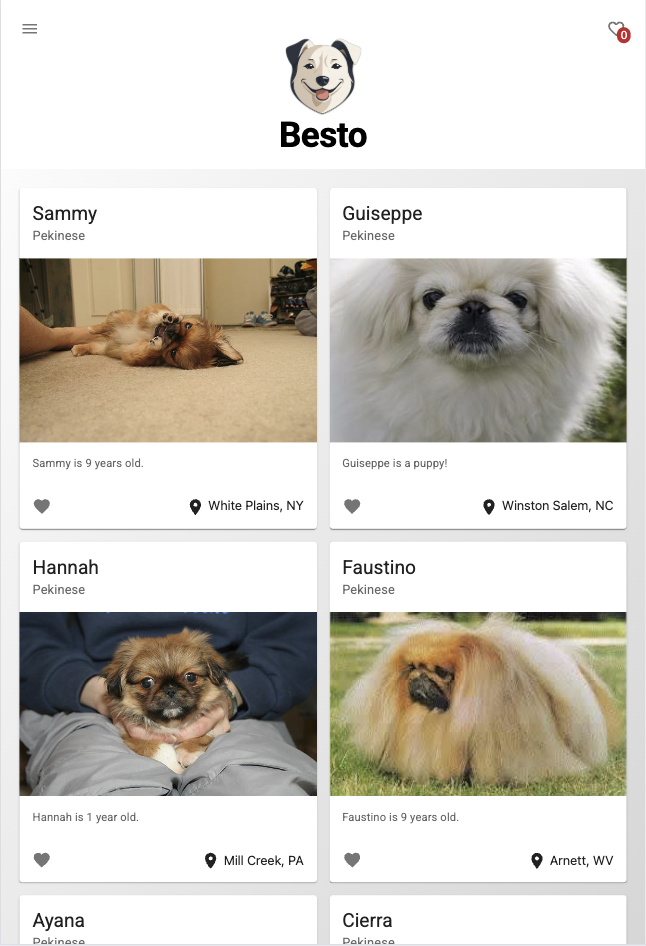 0
Besto
Sammy
Pekinese
Sammy is 9 years old.
White Plains, NY
Guiseppe
Pekinese
Guiseppe is a puppy!
Winston Salem, NC
Hannah
Pekinese
Hannah is 1 year old.
Mill Creek, PA
Faustino
Pekinese
Faustino is 9 years old.
Arnett, WV
Ayana
Pekinese
Cierra
Pekinese